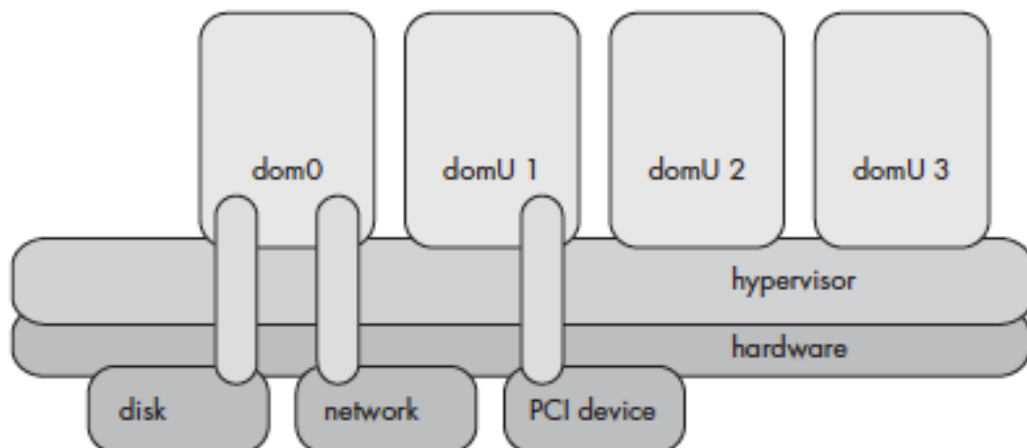 dom0 domU 1 domU 2 domU 3
hypervisor
hardware
disk network PCI device